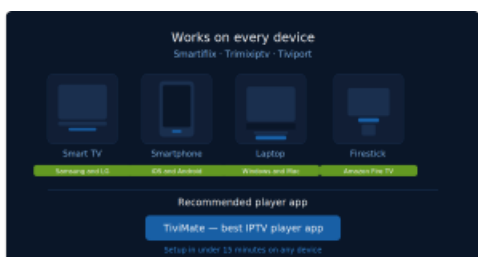 Works on every device
Smartiflix · Trimixiptv · Tiviport
Smart TV Smartphone Laptop Firestick
Samsung and LG iOS and Android Windows and Mac Amazon Fire TV
Recommended player app
TiviMate — best IPTV player app
Setup in under 15 minutes on any device